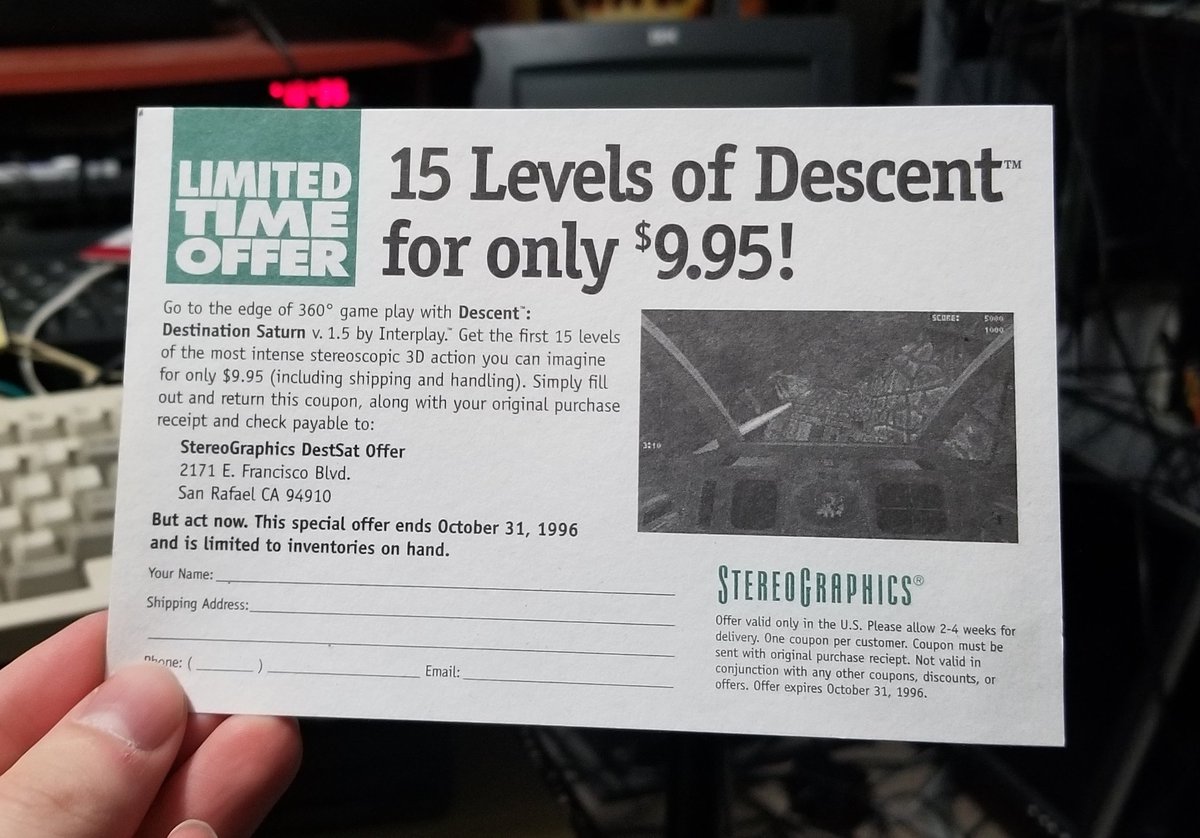 LIMITED
TIME
OFFER
15 Levels of Descent™
for only $9.95!
Go to the edge of 360° game play with Descent™:
Destination Saturn v. 1.5 by Interplay.™ Get the first 15 levels
of the most intense stereoscopic 3D action you can imagine
for only $9.95 (including shipping and handling). Simply fill
out and return this coupon, along with your original purchase
receipt and check payable to:
StereoGraphics DestSat Offer
2171 E. Francisco Blvd.
San Rafael CA 94910
But act now. This special offer ends October 31, 1996
and is limited to inventories on hand.
Your Name:
Shipping Address:
Phone: ( ) Email:
SCORE: 5000
1000
3:10
STEREOGRAPHICS®
Offer valid only in the U.S. Please allow 2-4 weeks for
delivery. One coupon per customer. Coupon must be
sent with original purchase reciept. Not valid in
conjunction with any other coupons, discounts, or
offers. Offer expires October 31, 1996.
IBM